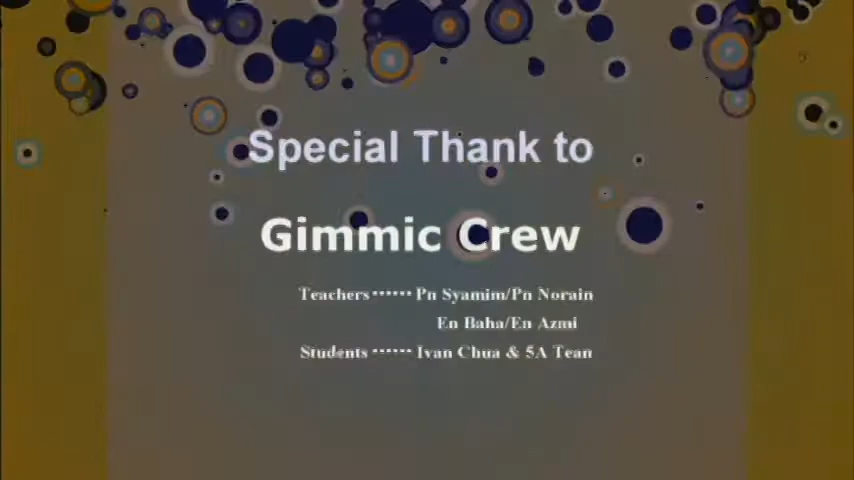 Special Thank to
Gimmic Crew
Teachers ······ Pn Syamim/Pn Norain
En Baha/En Azmi
Students ······ Ivan Chua & 5A Tean